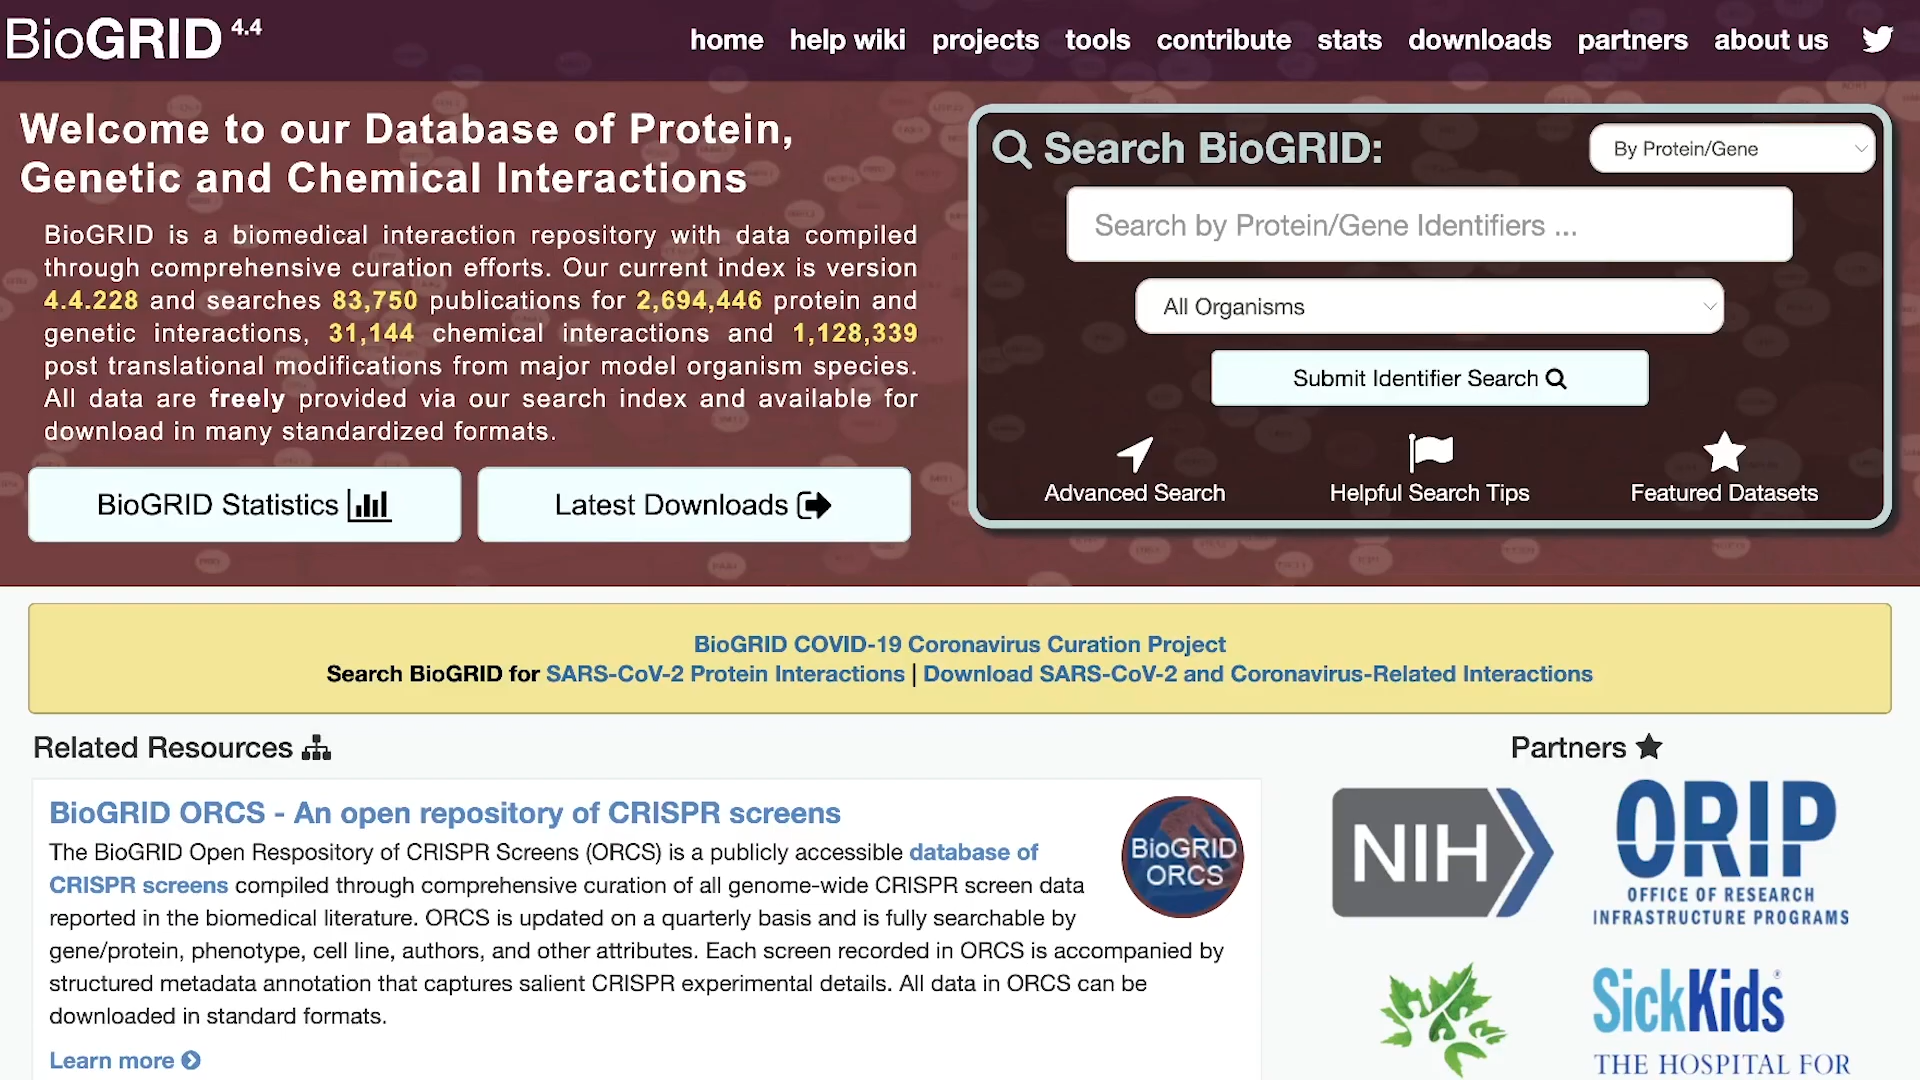 BioGRID 4.4
home help wiki projects tools contribute stats downloads partners about us
Welcome to our Database of Protein,
Genetic and Chemical Interactions
BioGRID is a biomedical interaction repository with data compiled
through comprehensive curation efforts. Our current index is version
4.4.228 and searches 83,750 publications for 2,694,446 protein and
genetic interactions, 31,144 chemical interactions and 1,128,339
post translational modifications from major model organism species.
All data are freely provided via our search index and available for
download in many standardized formats.
BioGRID Statistics
Latest Downloads
Search BioGRID:
By Protein/Gene
Search by Protein/Gene Identifiers ...
All Organisms
Submit Identifier Search
Advanced Search
Helpful Search Tips
Featured Datasets
BioGRID COVID-19 Coronavirus Curation Project
Search BioGRID for SARS-CoV-2 Protein Interactions | Download SARS-CoV-2 and Coronavirus-Related Interactions
Related Resources
BioGRID ORCS - An open repository of CRISPR screens
The BioGRID Open Respository of CRISPR Screens (ORCS) is a publicly accessible database of
CRISPR screens compiled through comprehensive curation of all genome-wide CRISPR screen data
reported in the biomedical literature. ORCS is updated on a quarterly basis and is fully searchable by
gene/protein, phenotype, cell line, authors, and other attributes. Each screen recorded in ORCS is accompanied by
structured metadata annotation that captures salient CRISPR experimental details. All data in ORCS can be
downloaded in standard formats.
Learn more
BioGRID
ORCS
Partners
NIH
ORIP
OFFICE OF RESEARCH
INFRASTRUCTURE PROGRAMS
SickKids
THE HOSPITAL FOR